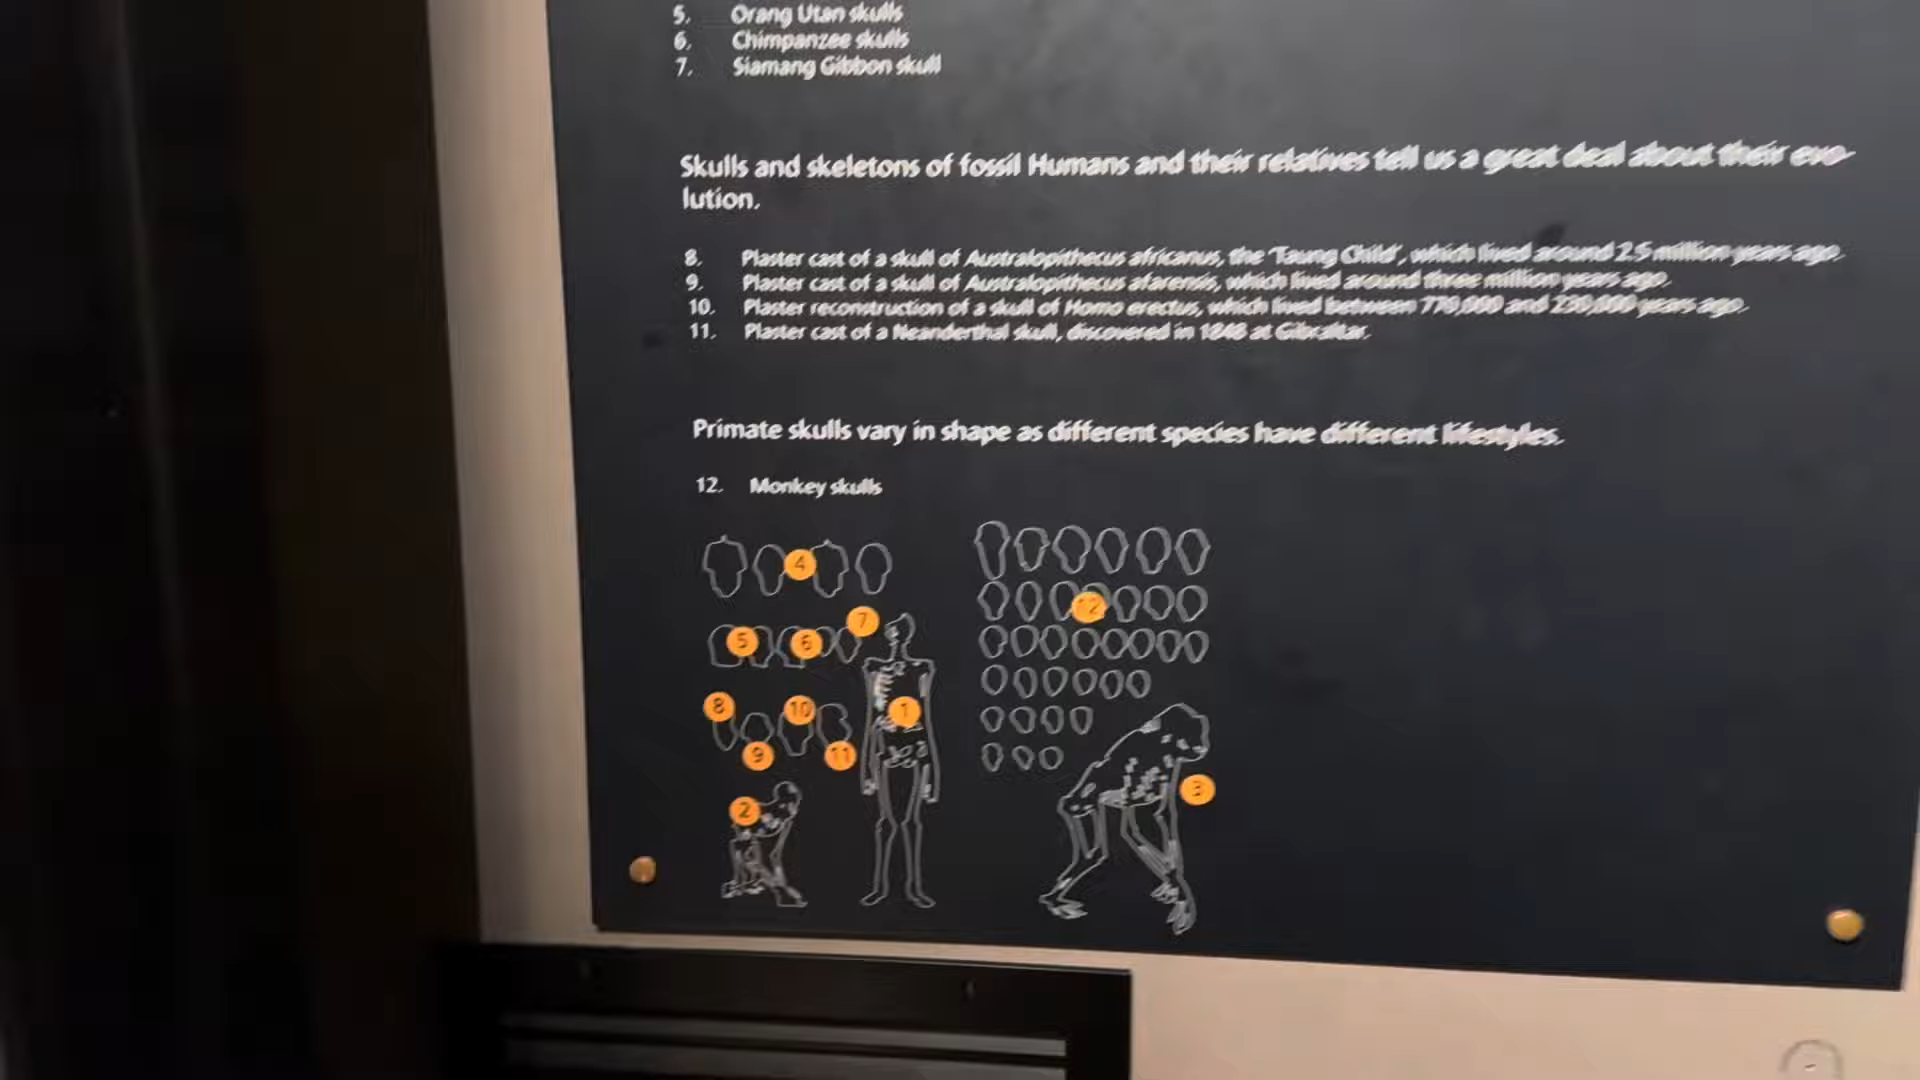 5. Orang Utan skulls
6. Chimpanzee skulls
7. Siamang Gibbon skull
Skulls and skeletons of fossil Humans and their relatives tell us a great deal about their evo-
lution.
8. Plaster cast of a skull of Australopithecus africanus, the 'Taung Child', which lived around 2.5 million years ago.
9. Plaster cast of a skull of Australopithecus afarensis, which lived around three million years ago.
10. Plaster reconstruction of a skull of Homo erectus, which lived between 770,000 and 230,000 years ago.
11. Plaster cast of a Neanderthal skull, discovered in 1848 at Gibraltar.
Primate skulls vary in shape as different species have different lifestyles.
12. Monkey skulls
4
12
7
5 6
8 10 1
9 11
3
2